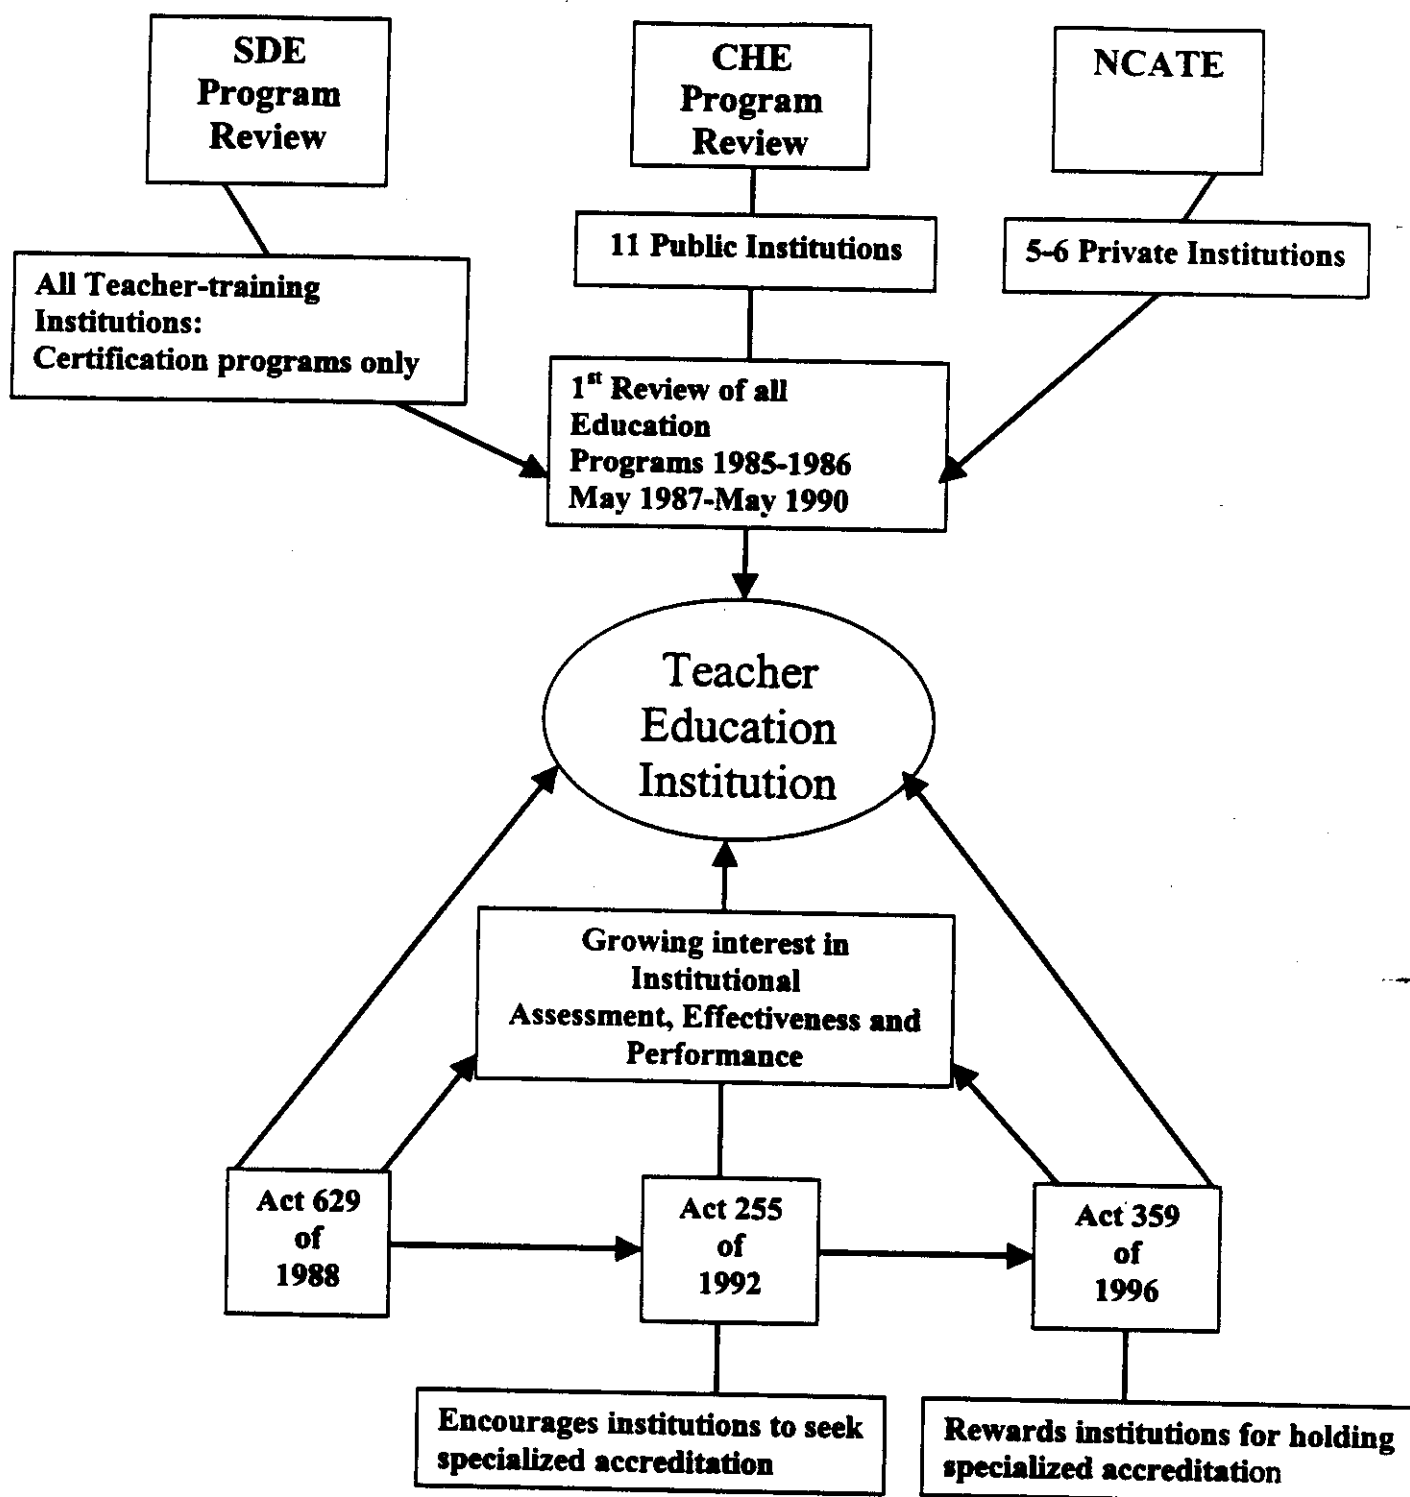 SDE
Program
Review
CHE
Program
Review
NCATE
All Teacher-training
Institutions:
Certification programs only
11 Public Institutions
5-6 Private Institutions
1st Review of all
Education
Programs 1985-1986
May 1987-May 1990
Teacher
Education
Institution
Growing interest in
Institutional
Assessment, Effectiveness and
Performance
Act 629
of
1988
Act 255
of
1992
Act 359
of
1996
Encourages institutions to seek
specialized accreditation
Rewards institutions for holding
specialized accreditation